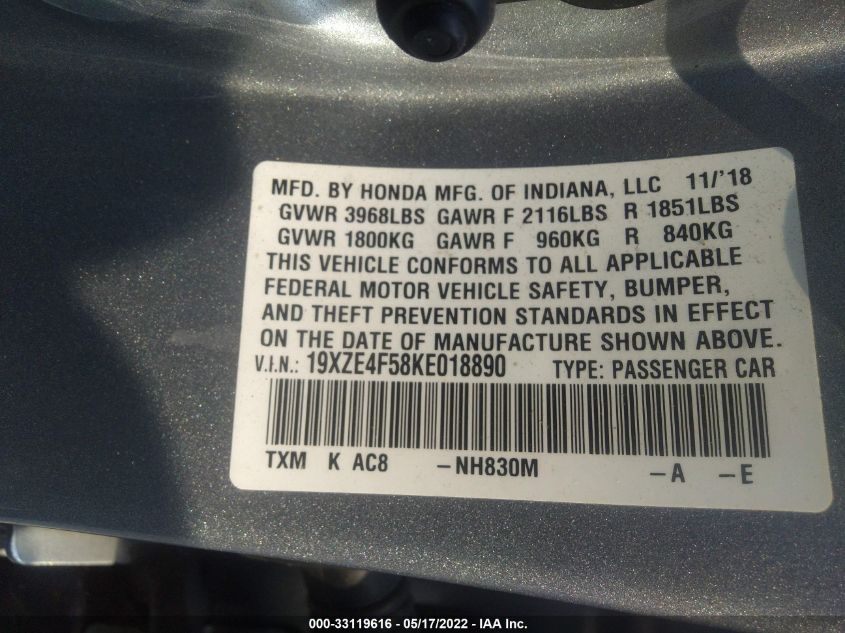 MFD. BY HONDA MFG. OF INDIANA, LLC 11/'18
GVWR 3968LBS GAWR F 2116LBS R 1851LBS
GVWR 1800KG GAWR F 960KG R 840KG
THIS VEHICLE CONFORMS TO ALL APPLICABLE
FEDERAL MOTOR VEHICLE SAFETY, BUMPER,
AND THEFT PREVENTION STANDARDS IN EFFECT
ON THE DATE OF MANUFACTURE SHOWN ABOVE.
V.I.N.: 19XZE4F58KE018890 TYPE: PASSENGER CAR
TXM K AC8 -NH830M -A -E
000-33119616 - 05/17/2022 - IAA Inc.